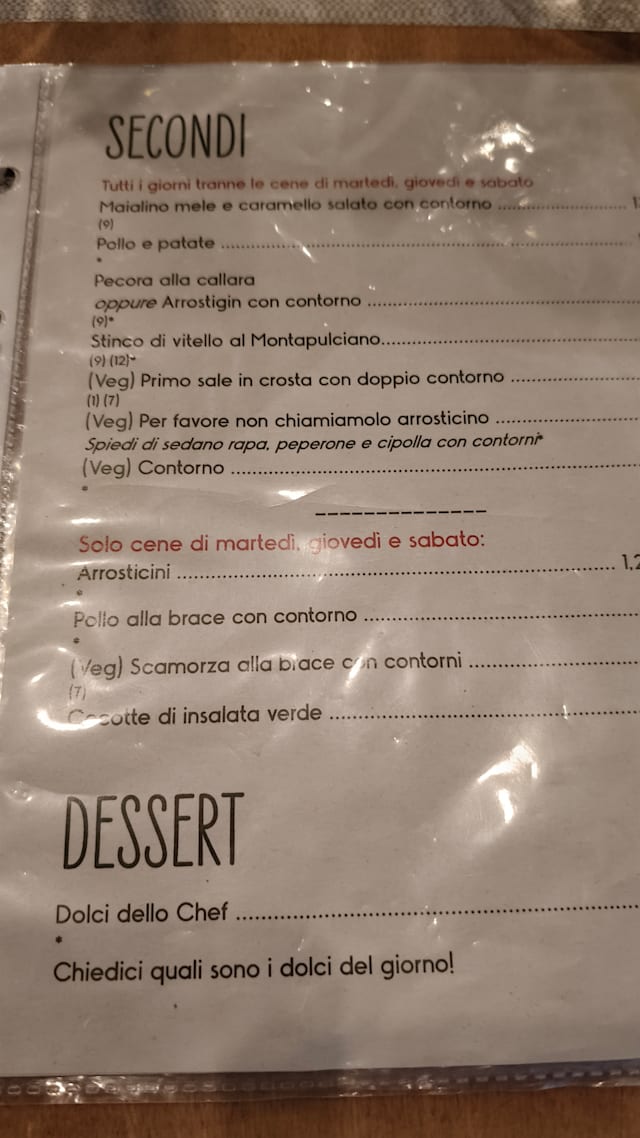 SECONDI
Tutti i giorni tranne le cene di martedì, giovedì e sabato
Maialino mele e caramello salato con contorno ....................
(9)
Pollo e patate ....................
*
Pecora alla callara
oppure Arrostigin con contorno ....................
(9)*
Stinco di vitello al Montapulciano....................
(9) (12)*
(Veg) Primo sale in crosta con doppio contorno ....................
(1) (7)
(Veg) Per favore non chiamiamolo arrosticino ....................
Spiedi di sedano rapa, peperone e cipolla con contorni*
(Veg) Contorno ....................
*
---------------
Solo cene di martedì, giovedì e sabato:
Arrosticini .................... 1,2
*
Pollo alla brace con contorno ....................
*
(Veg) Scamorza alla brace con contorni ....................
(7)
Cocotte di insalata verde ....................
DESSERT
Dolci dello Chef ....................
*
Chiedici quali sono i dolci del giorno!